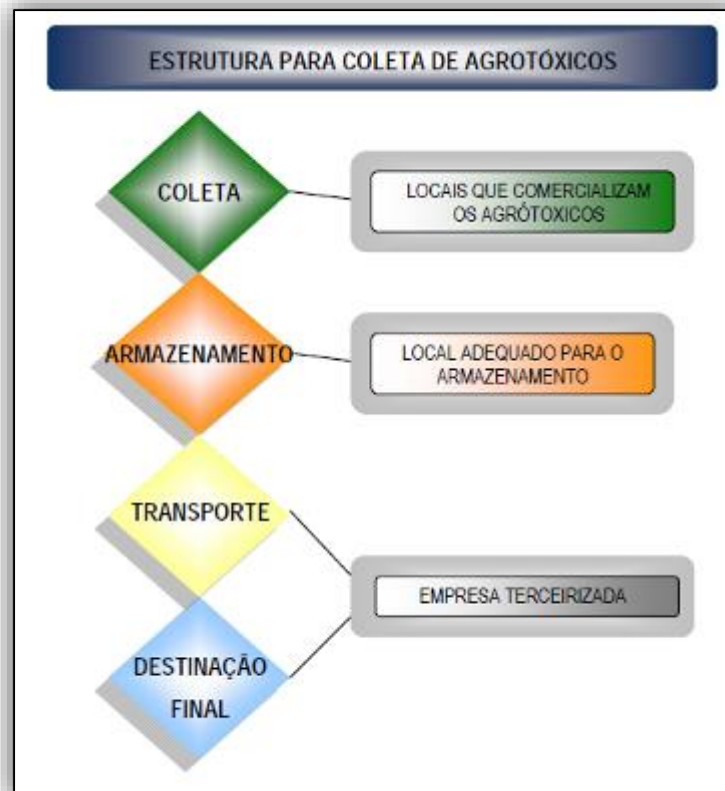 ESTRUTURA PARA COLETA DE AGROTÓXICOS
COLETA
LOCAIS QUE COMERCIALIZAM
OS AGRÓTOXICOS
ARMAZENAMENTO
LOCAL ADEQUADO PARA O
ARMAZENAMENTO
TRANSPORTE
EMPRESA TERCEIRIZADA
DESTINAÇÃO
FINAL